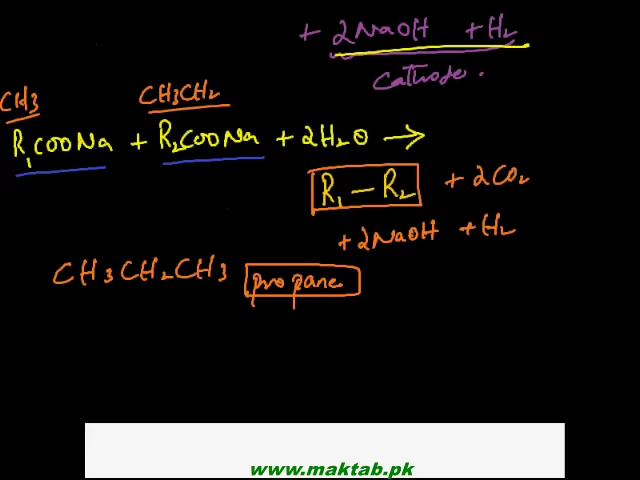 + 2NaOH + H₂
Cathode.
CH3 CH3CH₂
R₁COONa + R₂COONa + 2H₂O →
R₁ — R₂ + 2CO₂
+ 2NaOH + H₂
CH3CH₂CH3 propane
www.maktab.pk